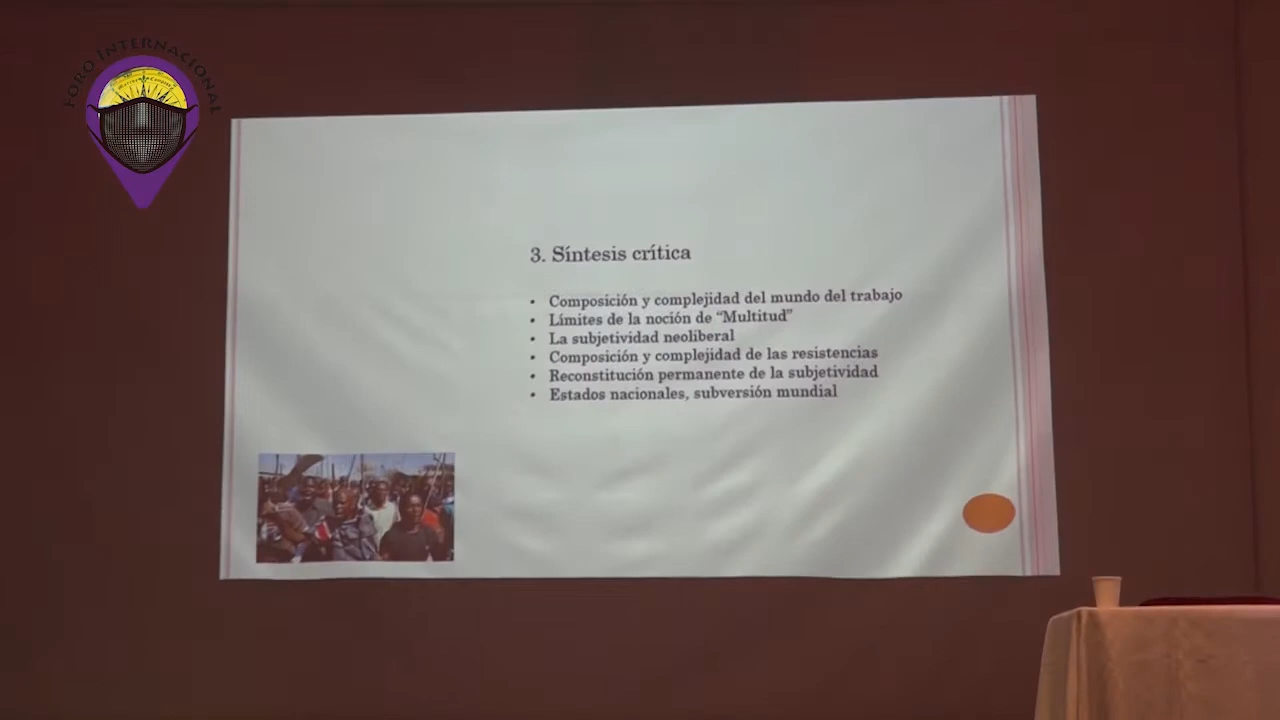 FORO INTERNACIONAL
3. Síntesis crítica
• Composición y complejidad del mundo del trabajo
• Límites de la noción de “Multitud”
• La subjetividad neoliberal
• Composición y complejidad de las resistencias
• Reconstitución permanente de la subjetividad
• Estados nacionales, subversión mundial